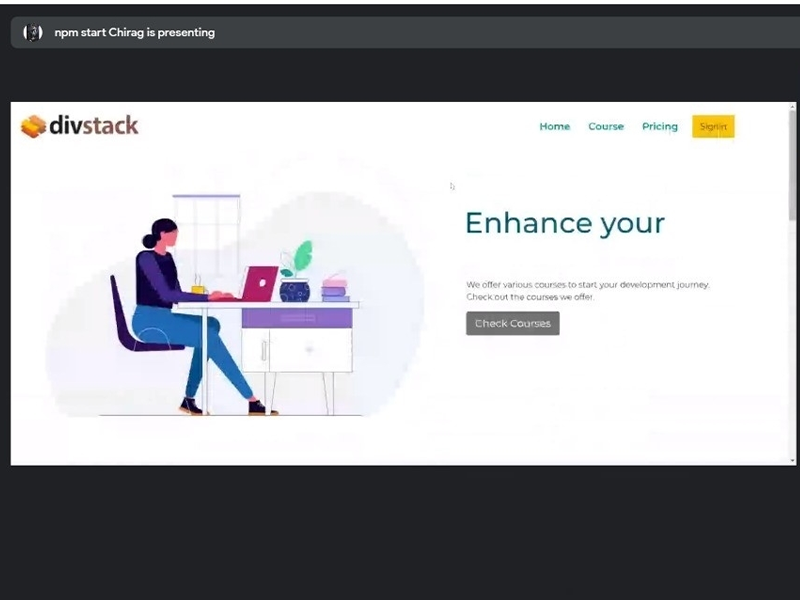 npm start Chirag is presenting
divstack
Home Course Pricing Signin
Enhance your
We offer various courses to start your development journey.
Check out the courses we offer.
Check Courses